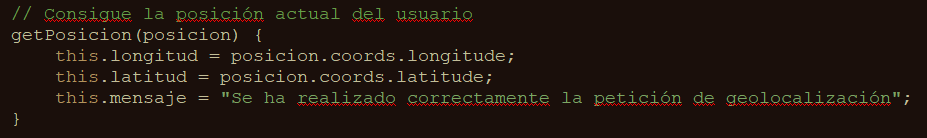 // Consigue la posición actual del usuario
getPosicion(posicion) {
    this.longitud = posicion.coords.longitude;
    this.latitud = posicion.coords.latitude;
    this.mensaje = "Se ha realizado correctamente la petición de geolocalización";
}